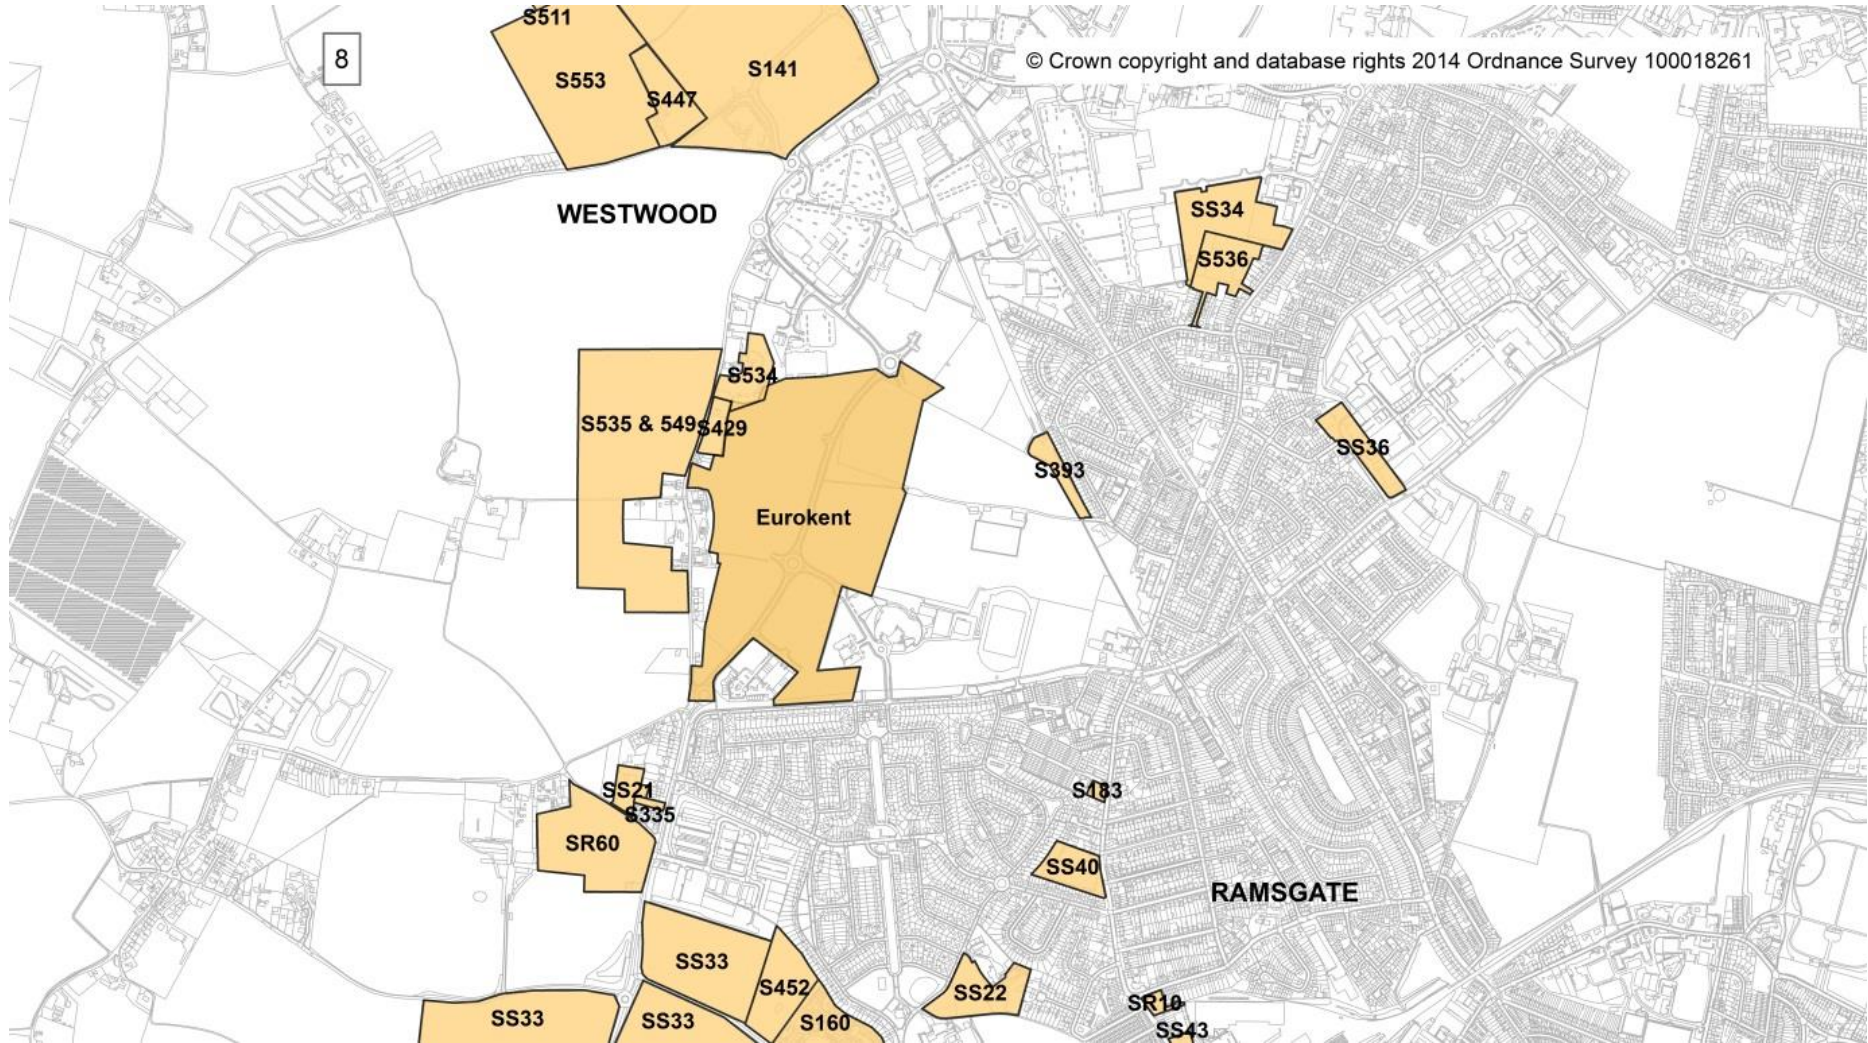 S511
8
© Crown copyright and database rights 2014 Ordnance Survey 100018261
S553
S141
S447
WESTWOOD
SS34
S536
S534
S535 & 549
S429
SS36
S393
Eurokent
SS21
S183
S335
SR60
SS40
RAMSGATE
SS33
S452
SS22
SR10
SS33
SS33
S160
SS43